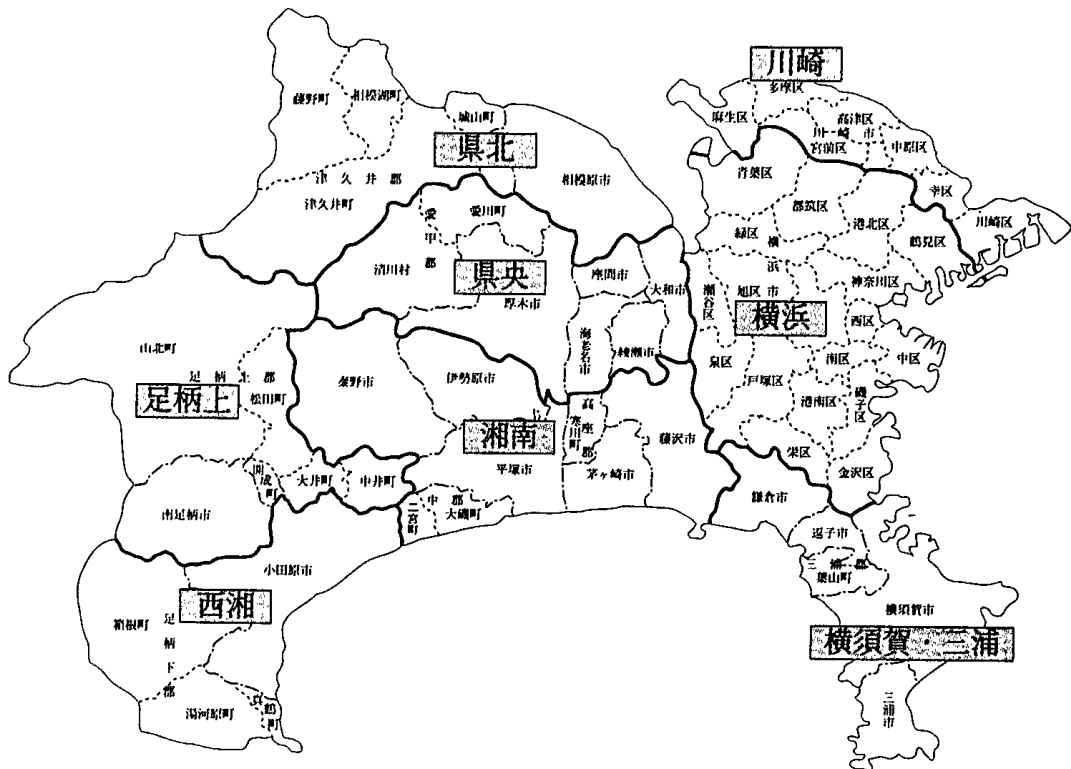 川崎
多摩区
麻生区
高津区
川崎市
宮前区
中原区
幸区
川崎区
藤野町
相模湖町
城山町
県北
津久井郡
津久井町
相模原市
青葉区
都筑区
港北区
鶴見区
緑区
横浜市
神奈川区
旭区
瀬谷区
横浜
西区
泉区
南区
中区
戸塚区
港南区
磯子区
栄区
金沢区
愛甲郡
愛川町
清川村
県央
厚木市
座間市
大和市
海老名市
綾瀬市
山北町
足柄上郡
松田町
足柄上
秦野市
伊勢原市
湘南
高座郡
寒川町
藤沢市
平塚市
茅ヶ崎市
開成町
大井町
中井町
中郡
二宮町
大磯町
南足柄市
鎌倉市
逗子市
三浦郡
葉山町
小田原市
西湘
箱根町
足柄下郡
湯河原町
真鶴町
横須賀市
横須賀・三浦
三浦市